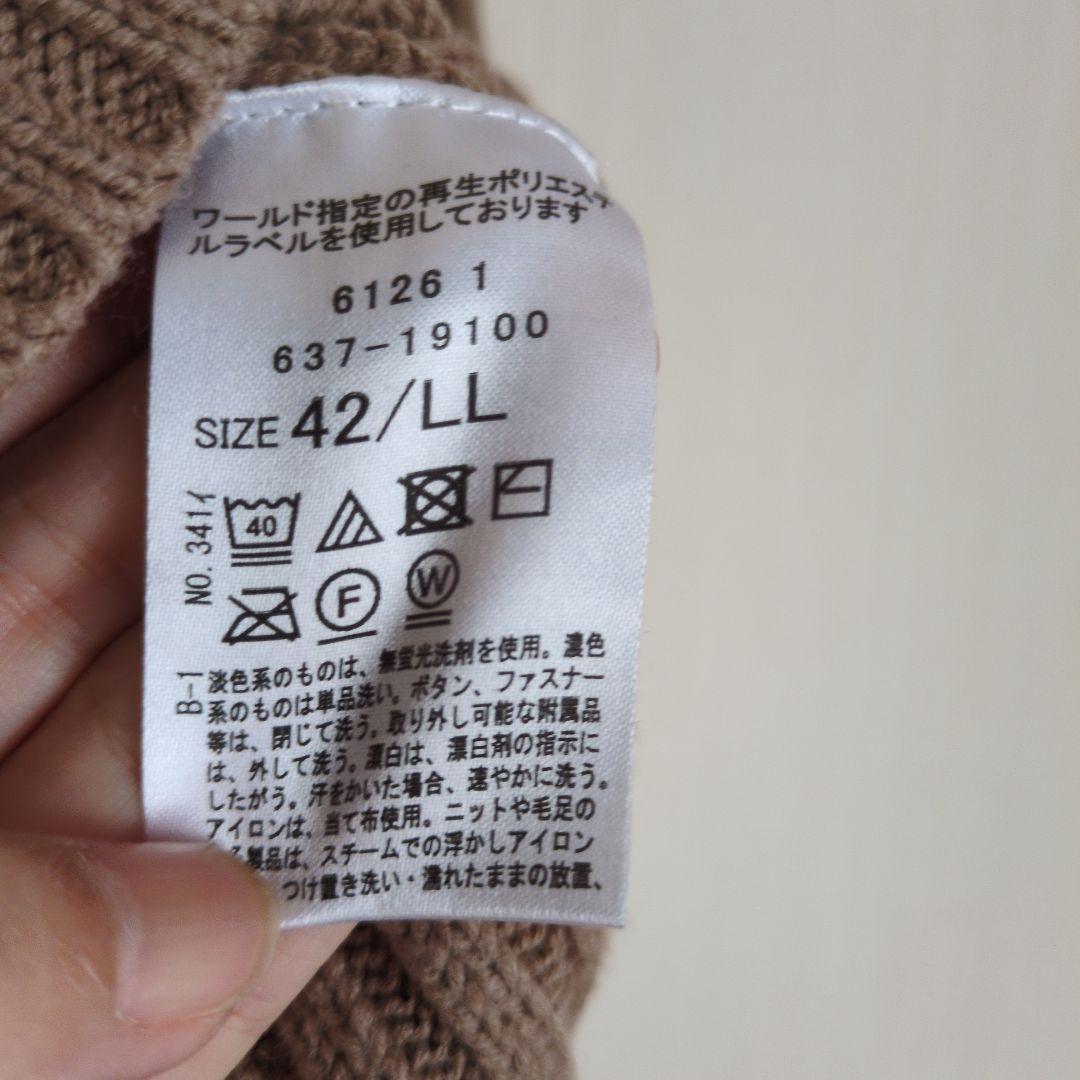 ワールド指定の再生ポリエステ
ルラベルを使用しております
6126 1
637-19100
SIZE 42/LL
NO. 341イ
40
F
W
B-1
淡色系のものは、無蛍光洗剤を使用。濃色
系のものは単品洗い。ボタン、ファスナー
等は、閉じて洗う。取り外し可能な附属品
は、外して洗う。漂白は、漂白剤の指示に
したがう。汗をかいた場合、速やかに洗う。
アイロンは、当て布使用。ニットや毛足の
る製品は、スチームでの浮かしアイロン
つけ置き洗い・濡れたままの放置、